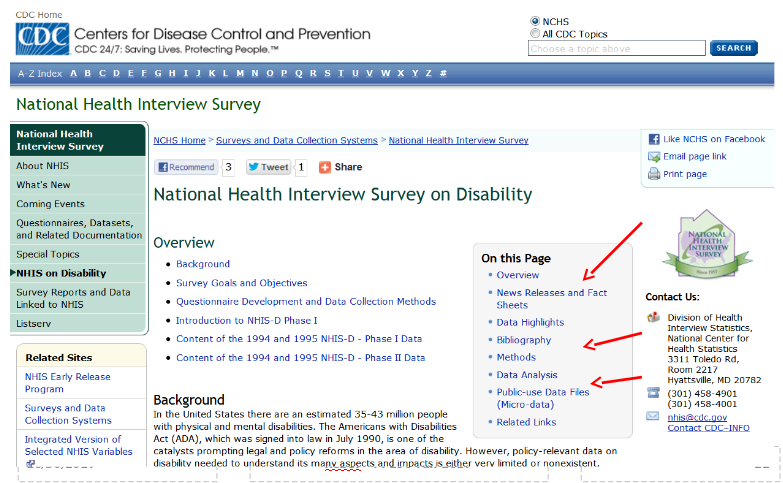 CDC Home
CDC
Centers for Disease Control and Prevention
CDC 24/7: Saving Lives. Protecting People.™
NCHS
All CDC Topics
Choose a topic above
SEARCH
A-Z Index A B C D E F G H I J K L M N O P Q R S T U V W X Y Z #
National Health Interview Survey
National Health
Interview Survey
About NHIS
What's New
Coming Events
Questionnaires, Datasets,
and Related Documentation
Special Topics
NHIS on Disability
Survey Reports and Data
Linked to NHIS
Listserv
Related Sites
NHIS Early Release
Program
Surveys and Data
Collection Systems
Integrated Version of
Selected NHIS Variables
NCHS Home > Surveys and Data Collection Systems > National Health Interview Survey
Recommend 3 Tweet 1 Share
National Health Interview Survey on Disability
Overview
Background
Survey Goals and Objectives
Questionnaire Development and Data Collection Methods
Introduction to NHIS-D Phase I
Content of the 1994 and 1995 NHIS-D - Phase I Data
Content of the 1994 and 1995 NHIS-D - Phase II Data
On this Page
Overview
News Releases and Fact
Sheets
Data Highlights
Bibliography
Methods
Data Analysis
Public-use Data Files
(Micro-data)
Related Links
Background
In the United States there are an estimated 35-43 million people
with physical and mental disabilities. The Americans with Disabilities
Act (ADA), which was signed into law in July 1990, is one of the
catalysts prompting legal and policy reforms in the area of disability. However, policy-relevant data on
disability needed to understand its many aspects and impacts is either very limited or nonexistent.
Like NCHS on Facebook
Email page link
Print page
NATIONAL
HEALTH
INTERVIEW
SURVEY
Contact Us:
Division of Health
Interview Statistics,
National Center for
Health Statistics
3311 Toledo Rd,
Room 2217
Hyattsville, MD 20782
(301) 458-4901
(301) 458-4001
nhis@cdc.gov
Contact CDC–INFO